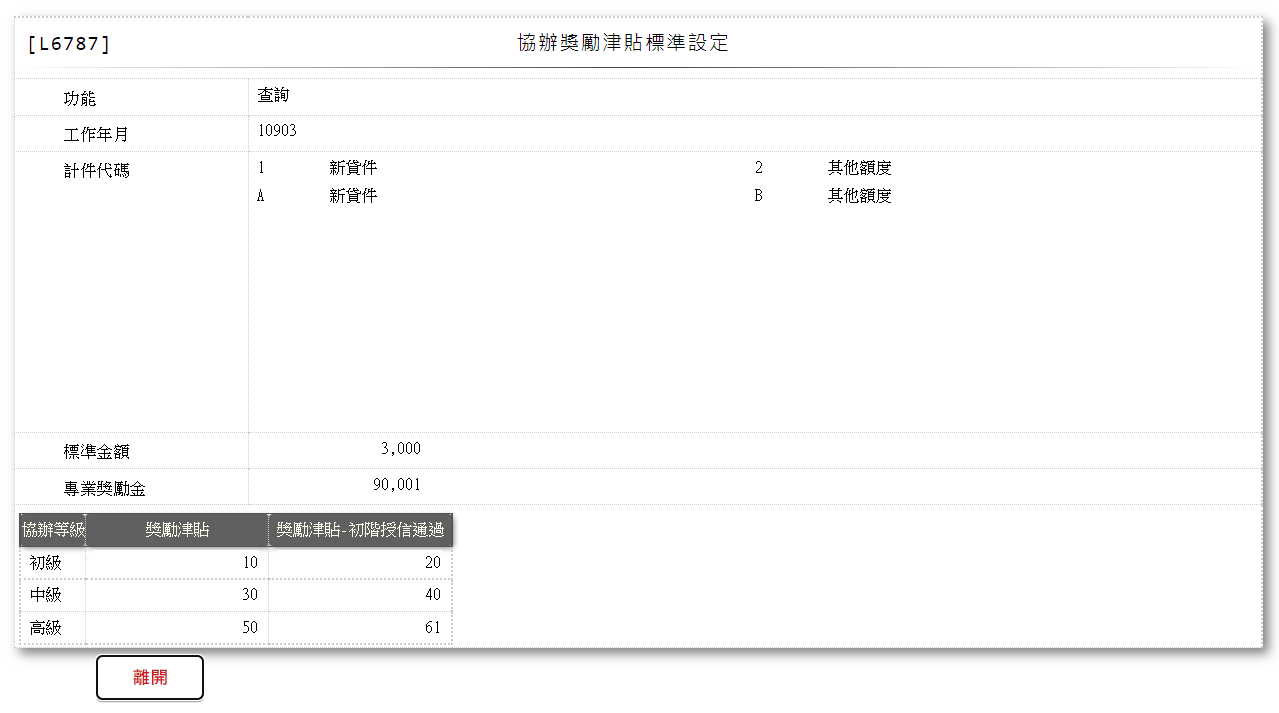 [L6787] 協辦獎勵津貼標準設定
功能 查詢
工作年月 10903
計件代碼 1 新貸件 2 其他額度
A 新貸件 B 其他額度
標準金額 3,000
專業獎勵金 90,001
協辦等級 獎勵津貼 獎勵津貼-初階授信通過
初級 10 20
中級 30 40
高級 50 61
離開